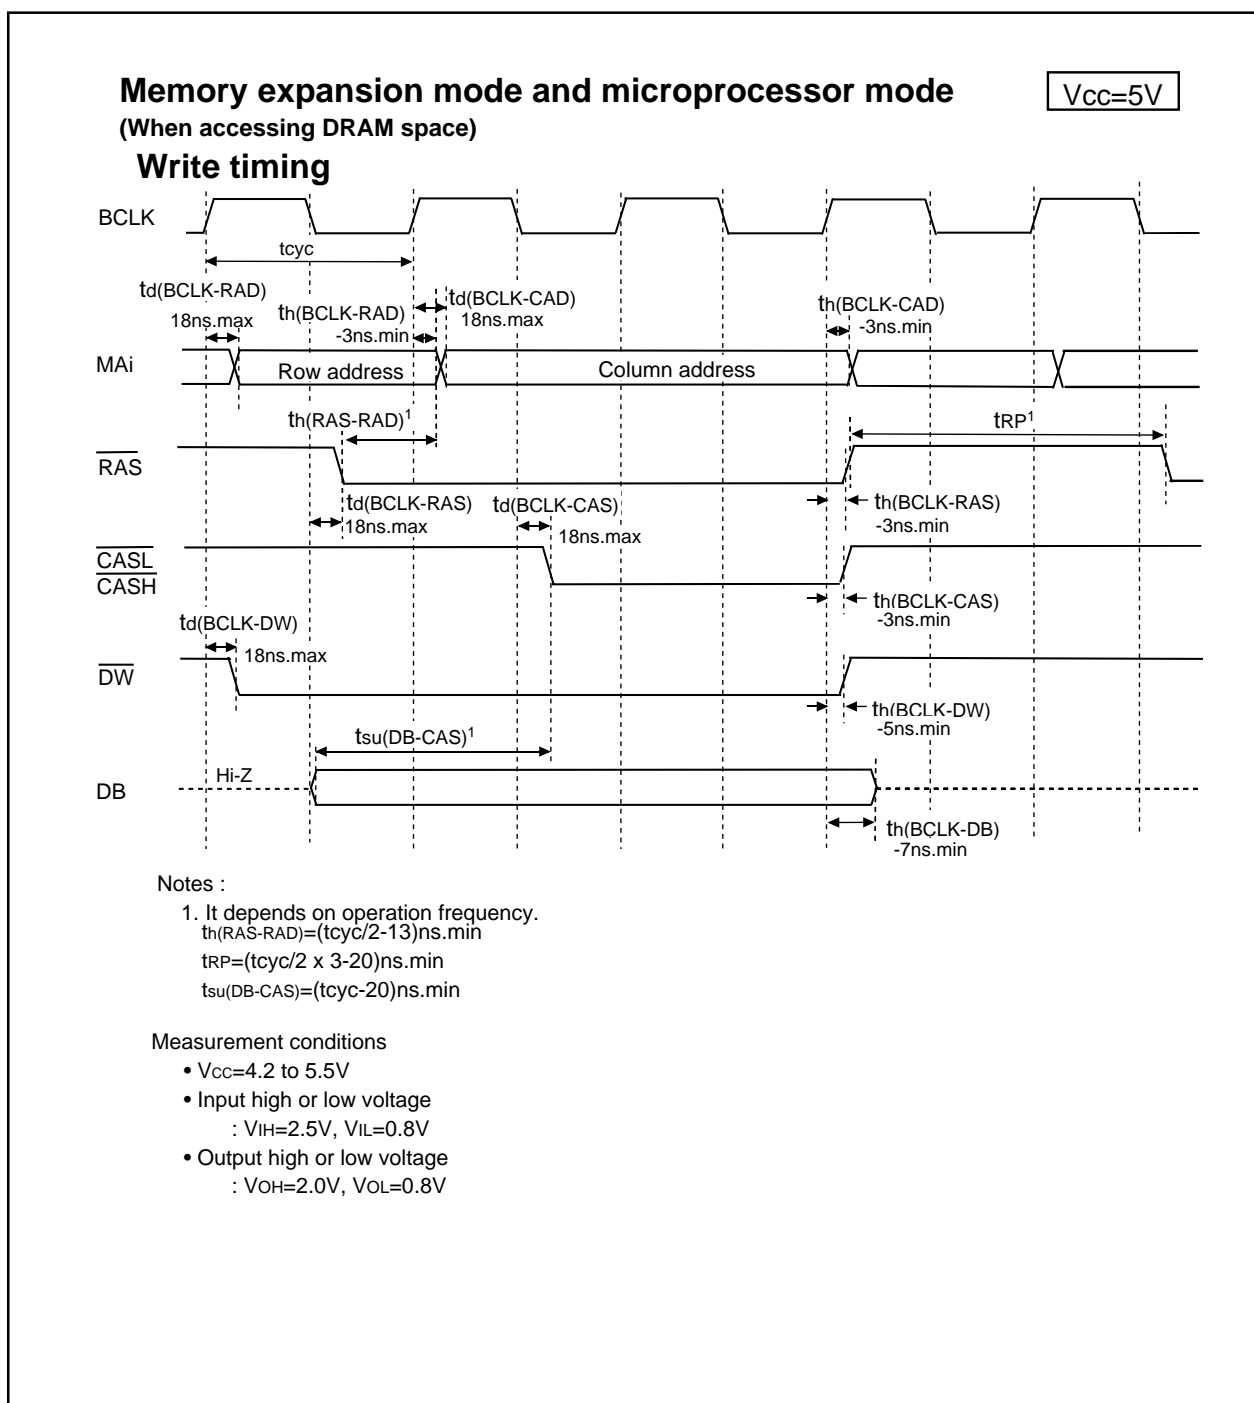 Memory expansion mode and microprocessor mode
Vcc=5V
(When accessing DRAM space)
Write timing
BCLK
tcyc
td(BCLK-RAD)
18ns.max
th(BCLK-RAD)
-3ns.min
td(BCLK-CAD)
18ns.max
th(BCLK-CAD)
-3ns.min
MAi
Row address
Column address
th(RAS-RAD)1
tRP1
RAS
td(BCLK-RAS)
18ns.max
td(BCLK-CAS)
18ns.max
th(BCLK-RAS)
-3ns.min
CASL
CASH
th(BCLK-CAS)
-3ns.min
td(BCLK-DW)
18ns.max
DW
th(BCLK-DW)
-5ns.min
tsu(DB-CAS)1
Hi-Z
DB
th(BCLK-DB)
-7ns.min
Notes :
1. It depends on operation frequency.
th(RAS-RAD)=(tcyc/2-13)ns.min
tRP=(tcyc/2 x 3-20)ns.min
tsu(DB-CAS)=(tcyc-20)ns.min
Measurement conditions
• VCC=4.2 to 5.5V
• Input high or low voltage
: VIH=2.5V, VIL=0.8V
• Output high or low voltage
: VOH=2.0V, VOL=0.8V